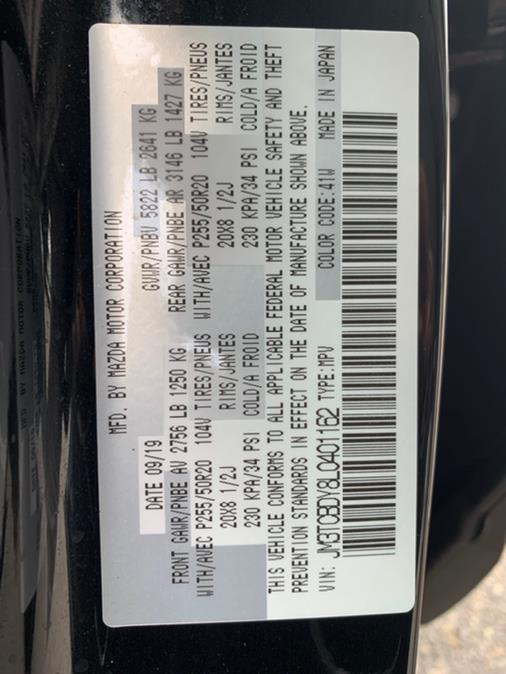 MFD. BY MAZDA MOTOR CORPORATION
DATE 09/19 GVWR/PNBV 5822 LB 2641 KG
FRONT GAWR/PNBE AV 2756 LB 1250 KG REAR GAWR/PNBE AR 3146 LB 1427 KG
WITH/AVEC P255/50R20 104V TIRES/PNEUS WITH/AVEC P255/50R20 104V TIRES/PNEUS
20X8 1/2J RIMS/JANTES 20X8 1/2J RIMS/JANTES
230 KPA/34 PSI COLD/A FROID 230 KPA/34 PSI COLD/A FROID
THIS VEHICLE CONFORMS TO ALL APPLICABLE FEDERAL MOTOR VEHICLE SAFETY AND THEFT
PREVENTION STANDARDS IN EFFECT ON THE DATE OF MANUFACTURE SHOWN ABOVE.
VIN: JM3TCBDY8L0401162 TYPE:MPV COLOR CODE:41W MADE IN JAPAN